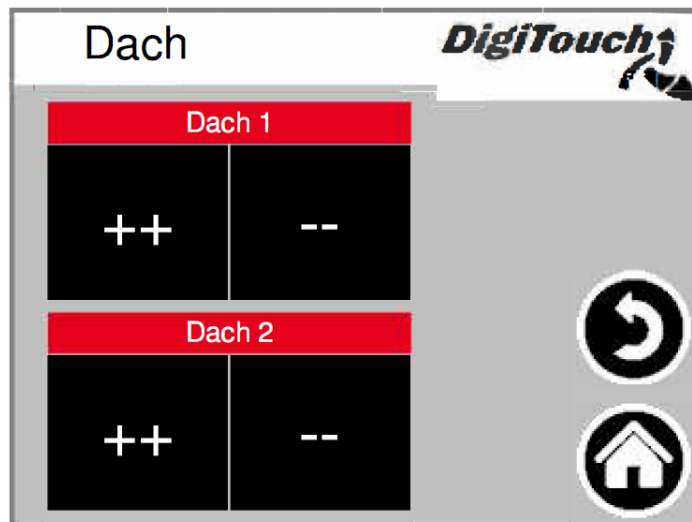 Dach
DigiTouch
Dach 1
++
--
Dach 2
++
--